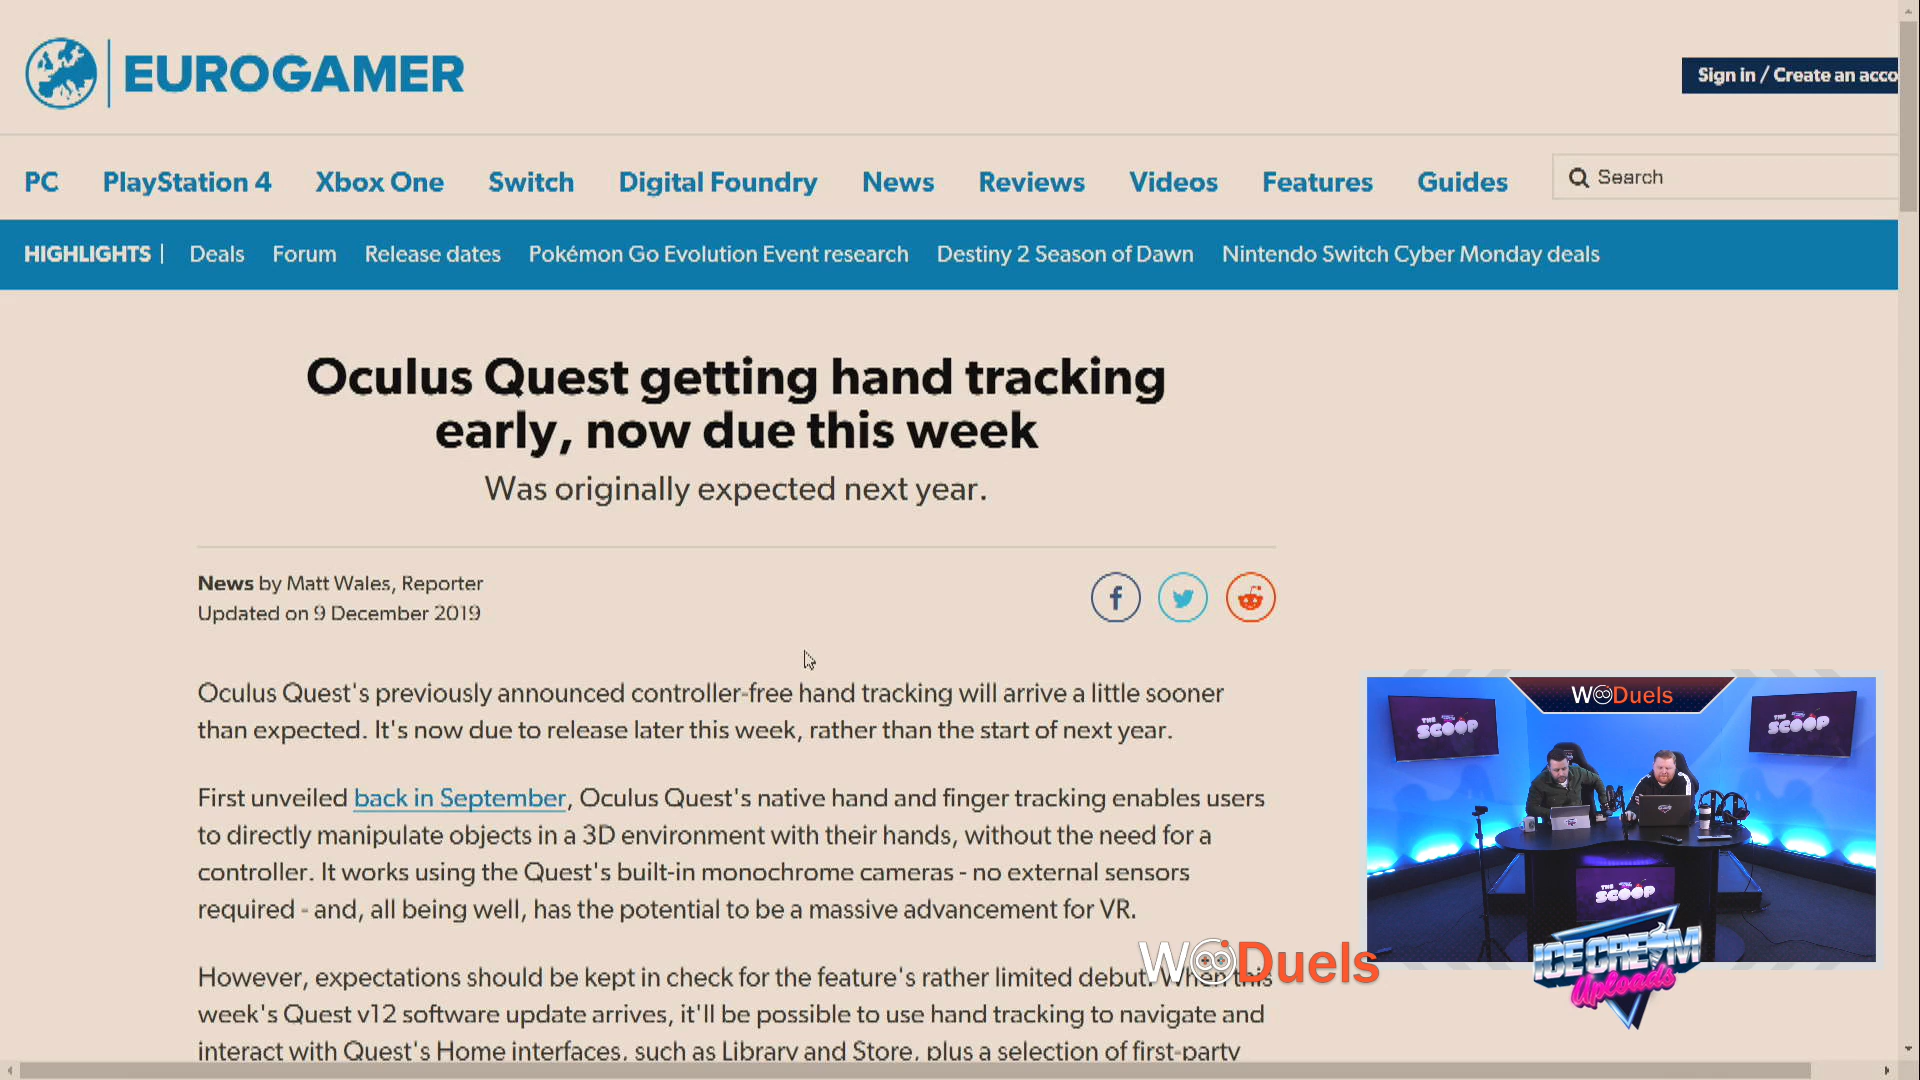 EUROGAMER
Sign in / Create an acco
PC PlayStation 4 Xbox One Switch Digital Foundry News Reviews Videos Features Guides Search
HIGHLIGHTS Deals Forum Release dates Pokémon Go Evolution Event research Destiny 2 Season of Dawn Nintendo Switch Cyber Monday deals
Oculus Quest getting hand tracking
early, now due this week
Was originally expected next year.
News by Matt Wales, Reporter
Updated on 9 December 2019
Oculus Quest's previously announced controller-free hand tracking will arrive a little sooner
than expected. It's now due to release later this week, rather than the start of next year.
First unveiled back in September, Oculus Quest's native hand and finger tracking enables users
to directly manipulate objects in a 3D environment with their hands, without the need for a
controller. It works using the Quest's built-in monochrome cameras - no external sensors
required - and, all being well, has the potential to be a massive advancement for VR.
However, expectations should be kept in check for the feature's rather limited debut. When this
week's Quest v12 software update arrives, it'll be possible to use hand tracking to navigate and
interact with Quest's Home interfaces, such as Library and Store, plus a selection of first-party
WooDuels
WooDuels
THE SCOOP
THE SCOOP
THE SCOOP
ICE CREAM
Uploads